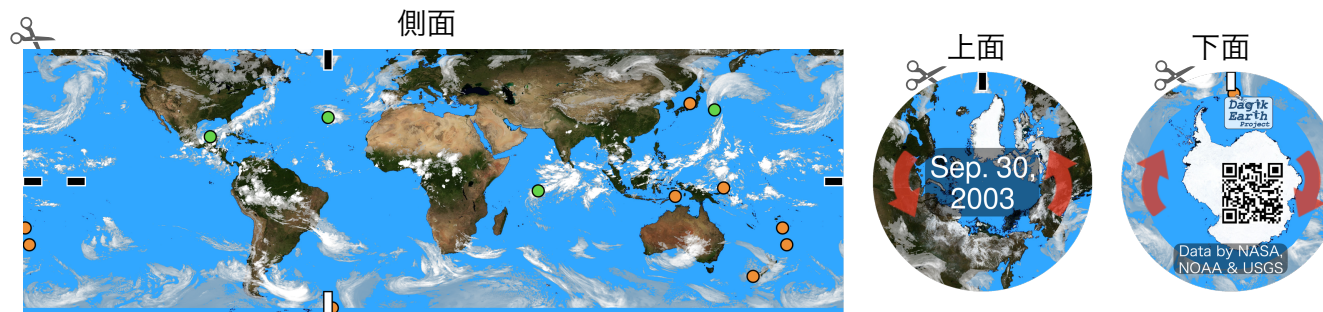 側面
上面
下面
Sep. 30,
2003
Dagik
Earth
Project
Data by NASA,
NOAA & USGS